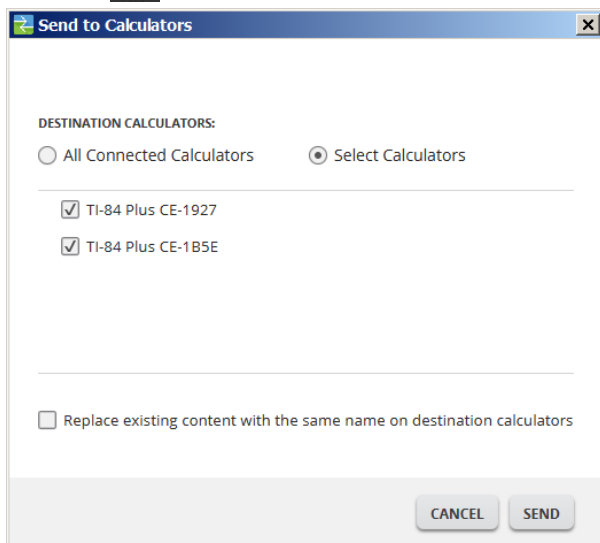 Send to Calculators
DESTINATION CALCULATORS:
All Connected Calculators Select Calculators
TI-84 Plus CE-1927
TI-84 Plus CE-1B5E
Replace existing content with the same name on destination calculators
CANCEL SEND